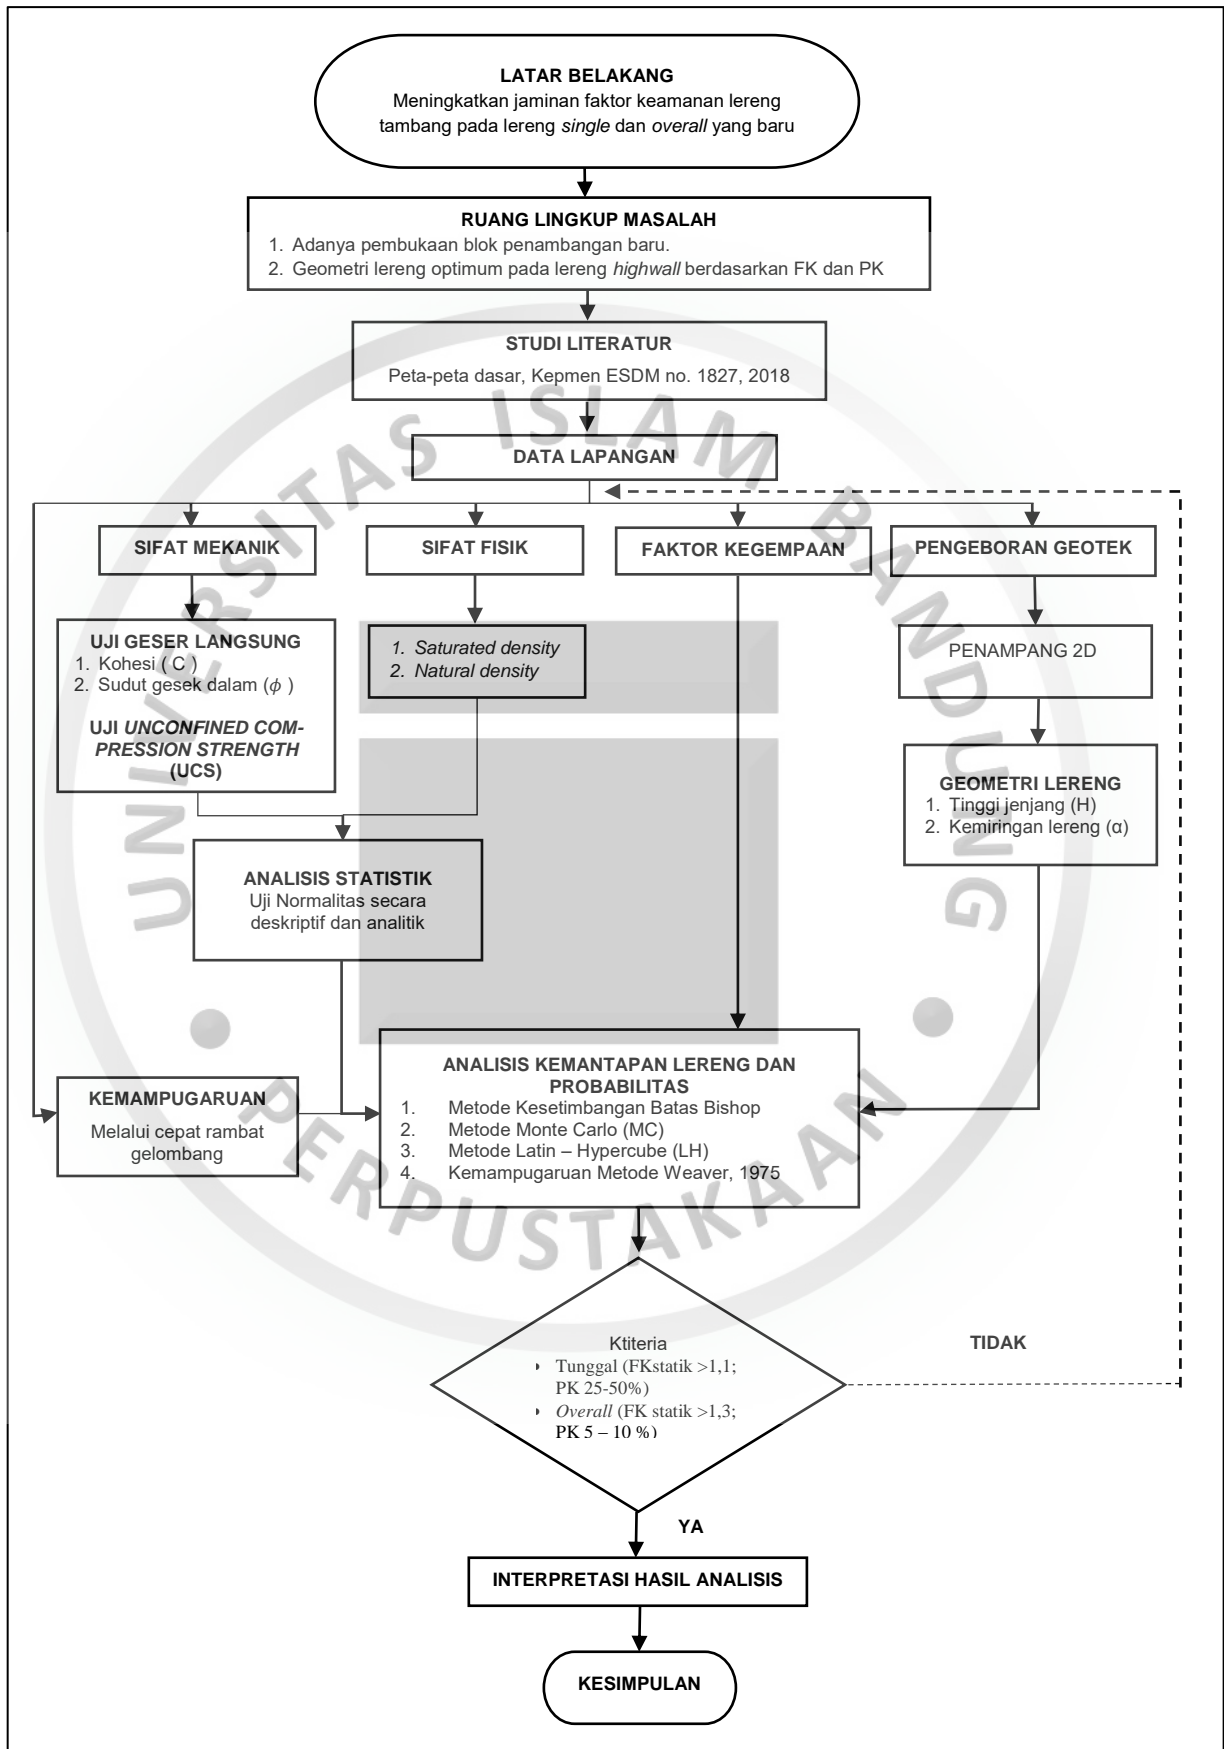 LATAR BELAKANG
Meningkatkan jaminan faktor keamanan lereng
tambang pada lereng single dan overall yang baru
RUANG LINGKUP MASALAH
1. Adanya pembukaan blok penambangan baru.
2. Geometri lereng optimum pada lereng highwall berdasarkan FK dan PK
STUDI LITERATUR
Peta-peta dasar, Kepmen ESDM no. 1827, 2018
DATA LAPANGAN
SIFAT MEKANIK
SIFAT FISIK
FAKTOR KEGEMPAAN
PENGEBORAN GEOTEK
UJI GESER LANGSUNG
1. Kohesi ( C )
2. Sudut gesek dalam (ϕ )
UJI UNCONFINED COM-
PRESSION STRENGTH
(UCS)
1. Saturated density
2. Natural density
PENAMPANG 2D
GEOMETRI LERENG
1. Tinggi jenjang (H)
2. Kemiringan lereng (α)
ANALISIS STATISTIK
Uji Normalitas secara
deskriptif dan analitik
KEMAMPUGARUAN
Melalui cepat rambat
gelombang
ANALISIS KEMANTAPAN LERENG DAN
PROBABILITAS
1. Metode Kesetimbangan Batas Bishop
2. Metode Monte Carlo (MC)
3. Metode Latin – Hypercube (LH)
4. Kemampugaruan Metode Weaver, 1975
Ktiteria
Tunggal (FKstatik >1,1;
PK 25-50%)
Overall (FK statik >1,3;
PK 5 – 10 %)
TIDAK
YA
INTERPRETASI HASIL ANALISIS
KESIMPULAN
UNIVERSITAS ISLAM BANDUNG
PERPUSTAKAAN